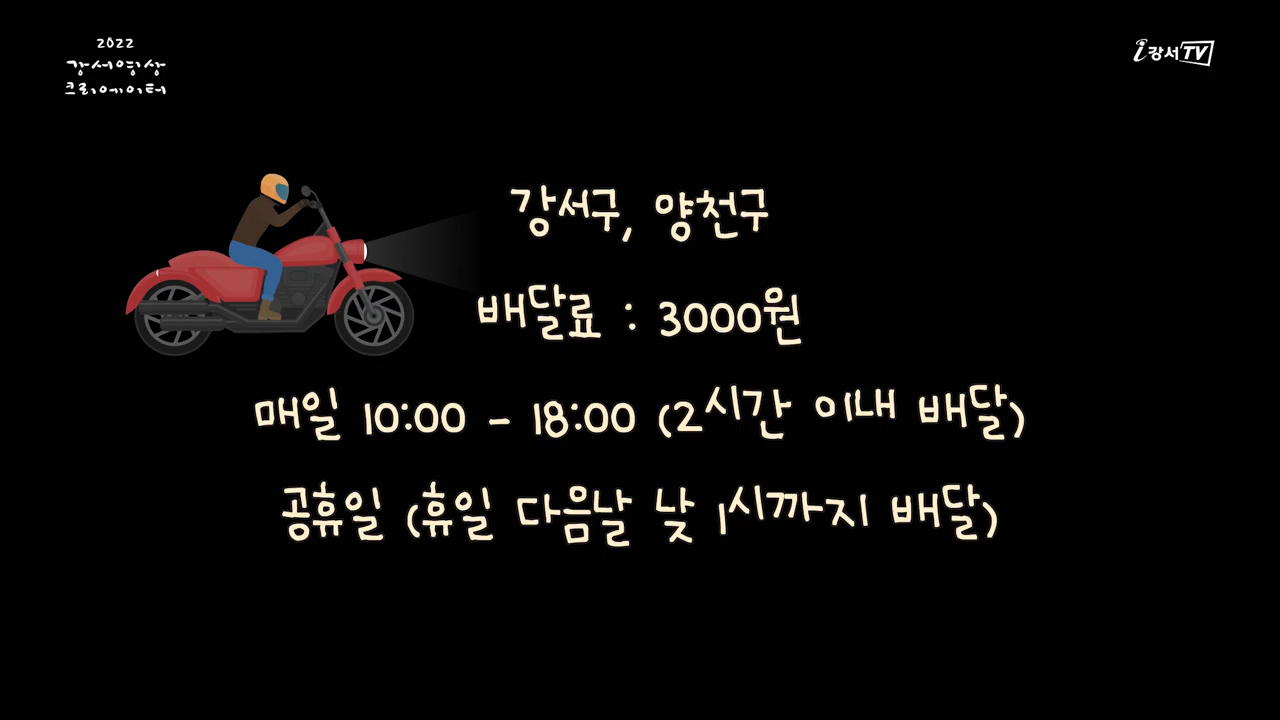 2022
강서영상
크리에이터
i강서TV
강서구, 양천구
배달료 : 3000원
매일 10:00 - 18:00 (2시간 이내 배달)
공휴일 (휴일 다음날 낮 1시까지 배달)